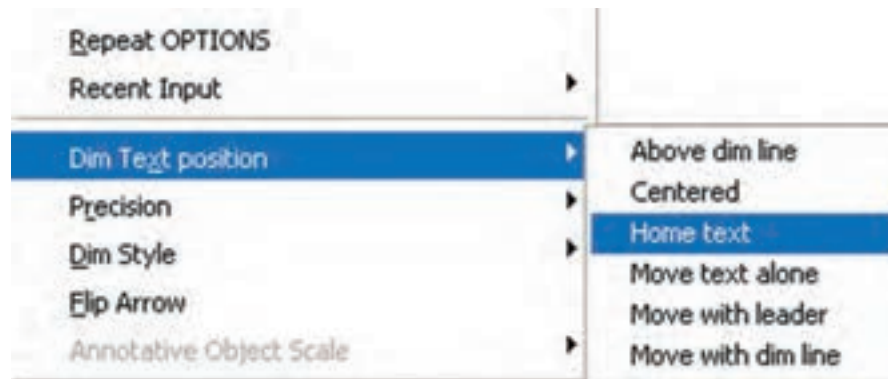 Repeat OPTIONS
Recent Input
Dim Text position
Precision
Dim Style
Flip Arrow
Annotative Object Scale
Above dim line
Centered
Home text
Move text alone
Move with leader
Move with dim line